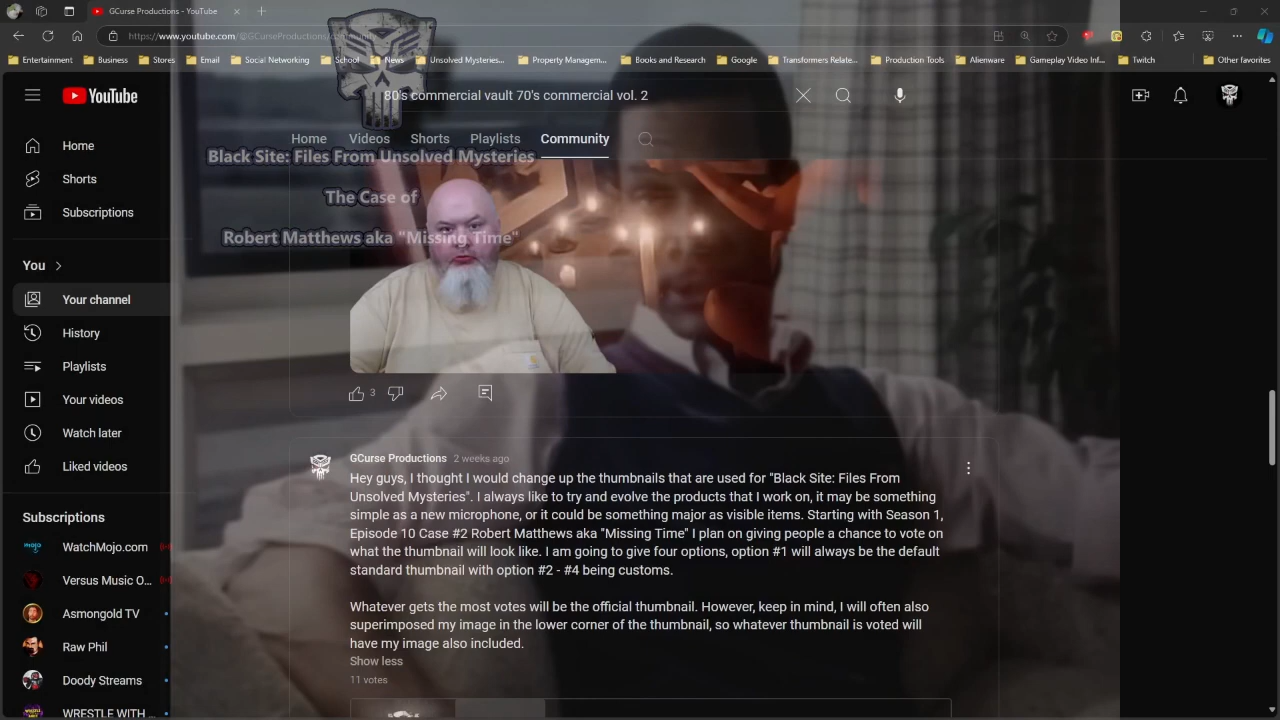 GCurse Productions - YouTube
https://www.youtube.com/@GCurseProductions/community
Entertainment
Business
Stores
Email
Social Networking
School
News
Unsolved Mysteries...
Property Managem...
Books and Research
Google
Transformers Relate...
Production Tools
Alienware
Gameplay Video Inf...
Twitch
Other favorites
YouTube
80's commercial vault 70's commercial vol. 2
Home
Videos
Shorts
Playlists
Community
Black Site: Files From Unsolved Mysteries
The Case of
Robert Matthews aka "Missing Time"
Home
Shorts
Subscriptions
You
Your channel
History
Playlists
Your videos
Watch later
Liked videos
Subscriptions
mojo
WatchMojo.com
Versus Music O...
Asmongold TV
Raw Phil
Doody Streams
WRESTLE WITH ...
3
GCurse Productions 2 weeks ago
Hey guys, I thought I would change up the thumbnails that are used for "Black Site: Files From
Unsolved Mysteries". I always like to try and evolve the products that I work on, it may be something
simple as a new microphone, or it could be something major as visible items. Starting with Season 1,
Episode 10 Case #2 Robert Matthews aka "Missing Time" I plan on giving people a chance to vote on
what the thumbnail will look like. I am going to give four options, option #1 will always be the default
standard thumbnail with option #2 - #4 being customs.
Whatever gets the most votes will be the official thumbnail. However, keep in mind, I will often also
superimposed my image in the lower corner of the thumbnail, so whatever thumbnail is voted will
have my image also included.
Show less
11 votes